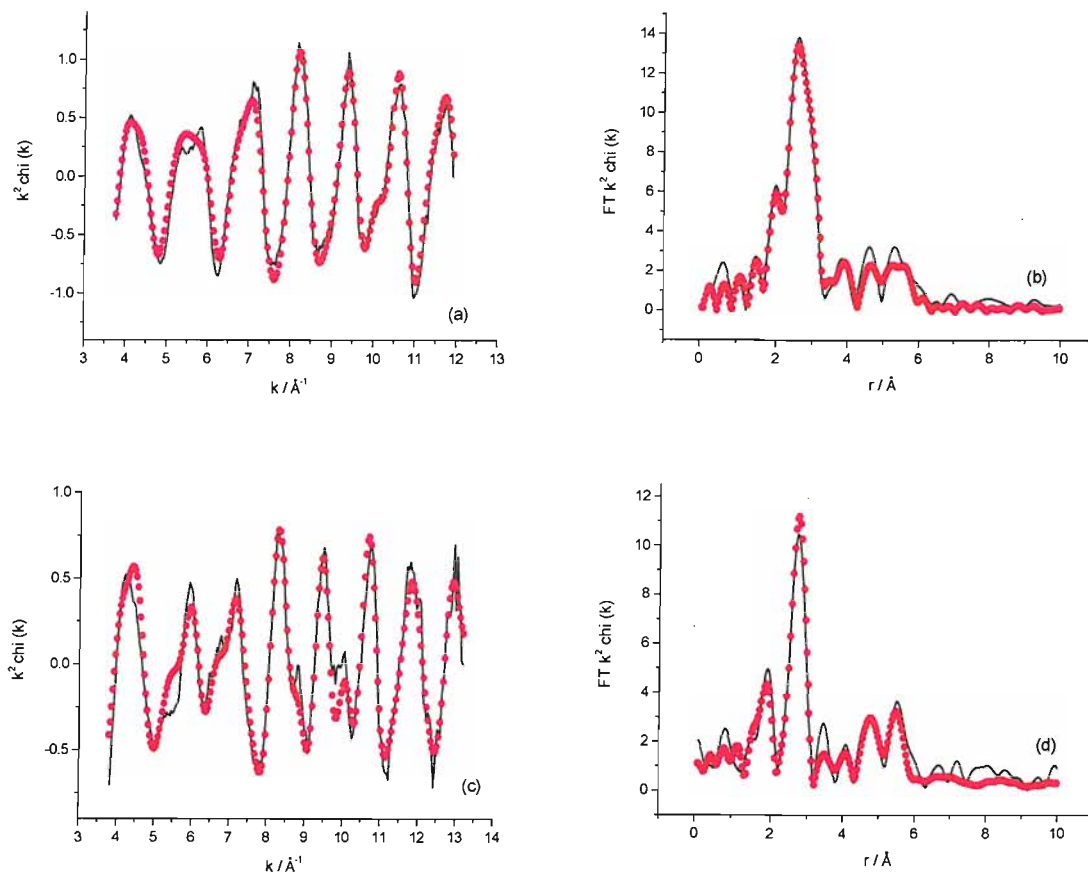 1.0
0.5
0.0
-0.5
-1.0
k² chi (k)
(a)
3 4 5 6 7 8 9 10 11 12 13
k / Å⁻¹
14
12
10
8
6
4
2
0
FT k² chi (k)
(b)
0 2 4 6 8 10
r / Å
1.0
0.5
0.0
-0.5
k² chi (k)
(c)
3 4 5 6 7 8 9 10 11 12 13 14
k / Å⁻¹
12
10
8
6
4
2
0
FT k² chi (k)
(d)
0 2 4 6 8 10
r / Å